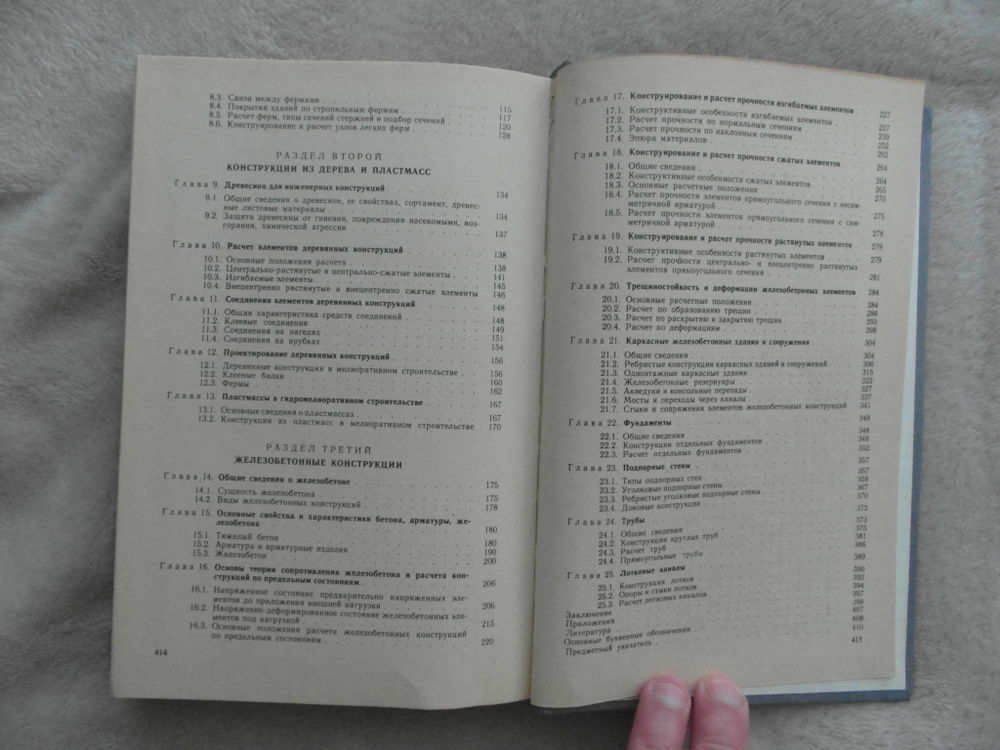 8.3. Связи между фермами . 115
8.4. Покрытия зданий по стропильным фермам . 117
8.5. Расчет ферм, типы сечений стержней и подбор сечений . 120
8.6. Конструирование и расчет узлов легких ферм . 128
РАЗДЕЛ ВТОРОЙ
КОНСТРУКЦИИ ИЗ ДЕРЕВА И ПЛАСТМАСС
Глава 9. Древесина для инженерных конструкций . 134
9.1. Общие сведения о древесине, ее свойствах, сортамент, древес-
ные листовые материалы . 134
9.2. Защита древесины от гниения, повреждения насекомыми, воз-
горания, химической агрессии . 137
Глава 10. Расчет элементов деревянных конструкций . 138
10.1. Основные положения расчета . 138
10.2. Центрально-растянутые и центрально-сжатые элементы . 141
10.3. Изгибаемые элементы . 145
10.4. Внецентренно растянутые и внецентренно сжатые элементы 146
Глава 11. Соединения элементов деревянных конструкций . 148
11.1. Общая характеристика средств соединений . 148
11.2. Клеевые соединения . 149
11.3. Соединения на нагелях . 151
11.4. Соединения на врубках . 154
Глава 12. Проектирование деревянных конструкций . 156
12.1. Деревянные конструкции в мелиоративном строительстве . 156
12.2. Клееные балки . 160
12.3. Фермы . 162
Глава 13. Пластмассы в гидромелиоративном строительстве . 167
13.1. Основные сведения о пластмассах . 167
13.2. Конструкции из пластмасс в мелиоративном строительстве 170
РАЗДЕЛ ТРЕТИЙ
ЖЕЛЕЗОБЕТОННЫЕ КОНСТРУКЦИИ
Глава 14. Общие сведения о железобетоне . 175
14.1. Сущность железобетона . 175
14.2. Виды железобетонных конструкций . 178
Глава 15. Основные свойства и характеристики бетона, арматуры, же-
лезобетона . 180
15.1. Тяжелый бетон . 180
15.2. Арматура и арматурные изделия . 190
15.3. Железобетон . 200
Глава 16. Основы теории сопротивления железобетона и расчета кон-
струкций по предельным состояниям . 206
16.1. Напряженное состояние предварительно напряженных эле-
ментов до приложения внешней нагрузки . 206
16.2. Напряженно-деформированное состояние железобетонных эле-
ментов под нагрузкой . 215
16.3. Основные положения расчета железобетонных конструкций
по предельным состояниям . 220
414
Глава 17. Конструирование и расчет прочности изгибаемых элементов . 227
17.1. Конструктивные особенности изгибаемых элементов . 227
17.2. Расчет прочности по нормальным сечениям . 229
17.3. Расчет прочности по наклонным сечениям . 252
17.4. Эпюра материалов . 262
Глава 18. Конструирование и расчет прочности сжатых элементов . 264
18.1. Общие сведения . 264
18.2. Конструктивные особенности сжатых элементов . 265
18.3. Основные расчетные положения . 270
18.4. Расчет прочности элементов прямоугольного сечения с несим-
метричной арматурой . 275
18.5. Расчет прочности элементов прямоугольного сечения с сим-
метричной арматурой . 278
Глава 19. Конструирование и расчет прочности растянутых элементов 279
19.1. Конструктивные особенности растянутых элементов . 279
19.2. Расчет прочности центрально- и внецентренно растянутых
элементов прямоугольного сечения . 281
Глава 20. Трещиностойкость и деформации железобетонных элементов 284
20.1. Основные расчетные положения . 284
20.2. Расчет по образованию трещин . 288
20.3. Расчет по раскрытию и закрытию трещин . 293
20.4. Расчет по деформациям . 298
Глава 21. Каркасные железобетонные здания и сооружения . 304
21.1. Общие сведения . 304
21.2. Ребристые конструкции каркасных зданий и сооружений . 306
21.3. Одноэтажные каркасные здания . 315
21.4. Железобетонные резервуары . 322
21.5. Акведуки и консольные перепады . 327
21.6. Мосты и переходы через каналы . 337
21.7. Стыки и сопряжения элементов железобетонных конструкций 341
Глава 22. Фундаменты . 348
22.1. Общие сведения . 348
22.2. Конструкции отдельных фундаментов . 348
22.3. Расчет отдельных фундаментов . 352
Глава 23. Подпорные стены . 357
23.1. Типы подпорных стен . 357
23.2. Уголковые подпорные стены . 358
23.3. Ребристые уголковые подпорные стены . 367
23.4. Доковые конструкции . 370
Глава 24. Трубы . 373
24.1. Общие сведения . 373
24.2. Конструкции круглых труб . 375
24.3. Расчет труб . 381
24.4. Прямоугольные трубы . 386
Глава 25. Лотковые каналы . 389
25.1. Конструкция лотков . 390
25.2. Опоры и стыки лотков . 392
25.3. Расчет лотковых каналов . 394
Заключение . 397
Приложения . 398
Литература . 407
Основные буквенные обозначения . 408
Предметный указатель . 410
415